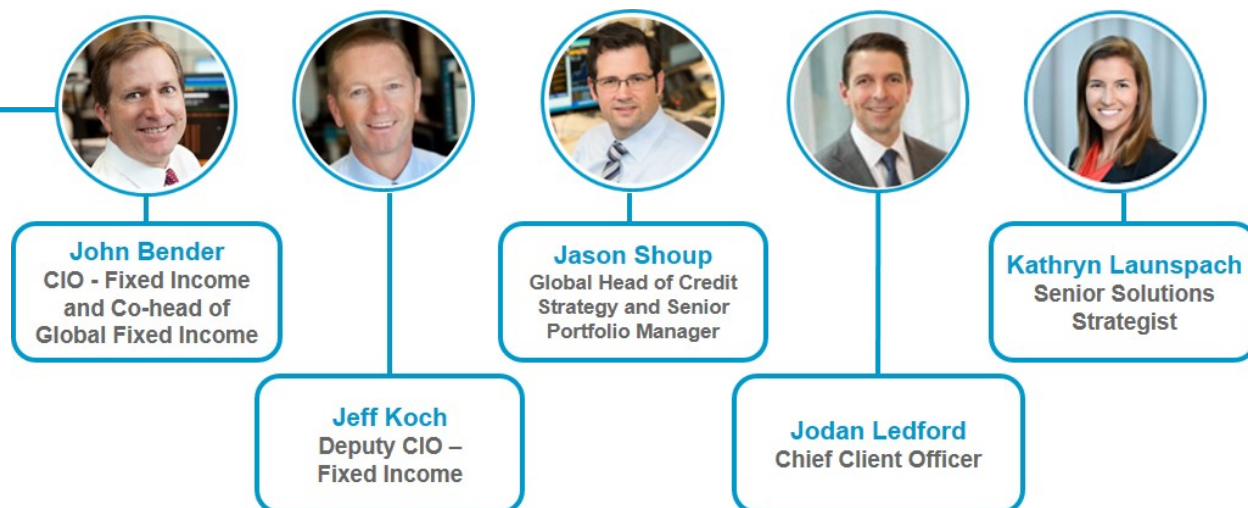 John Bender
CIO - Fixed Income
and Co-head of
Global Fixed Income
Jeff Koch
Deputy CIO –
Fixed Income
Jason Shoup
Global Head of Credit
Strategy and Senior
Portfolio Manager
Jodan Ledford
Chief Client Officer
Kathryn Launspach
Senior Solutions
Strategist